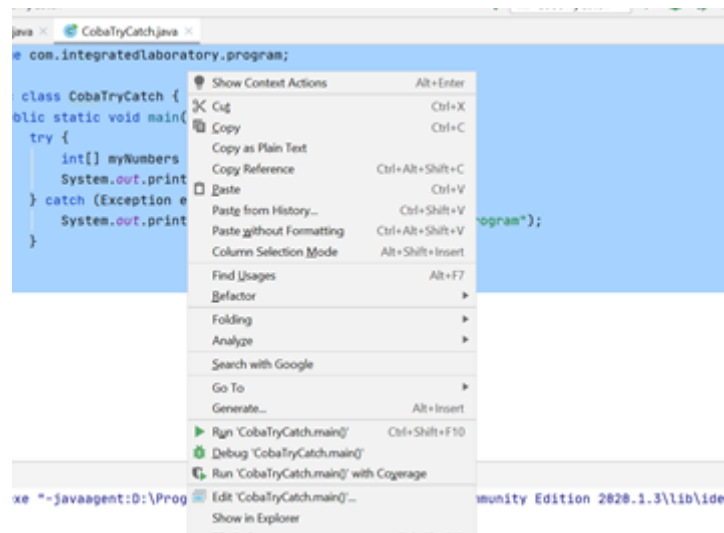 java
CobaTryCatch.java
com.integratedlaboratory.program;
class CobaTryCatch {
static void main(
try {
int[] myNumbers
System.out.print
} catch (Exception e
System.out.print
");
}
Show Context Actions Alt+Enter
Cut Ctrl+X
Copy Ctrl+C
Copy as Plain Text
Copy Reference Ctrl+Alt+Shift+C
Paste Ctrl+V
Paste from History... Ctrl+Shift+V
Paste without Formatting Ctrl+Alt+Shift+V
Column Selection Mode Alt+Shift+Insert
Find Usages Alt+F7
Refactor
Folding
Analyze
Search with Google
Go To
Generate... Alt+Insert
Run 'CobaTryCatch.main()' Ctrl+Shift+F10
Debug 'CobaTryCatch.main()'
Run 'CobaTryCatch.main()' with Coverage
Edit 'CobaTryCatch.main()'...
xe "-javaagent:D:\Prog mmunity Edition 2020.1.3\lib\ide
Show in Explorer